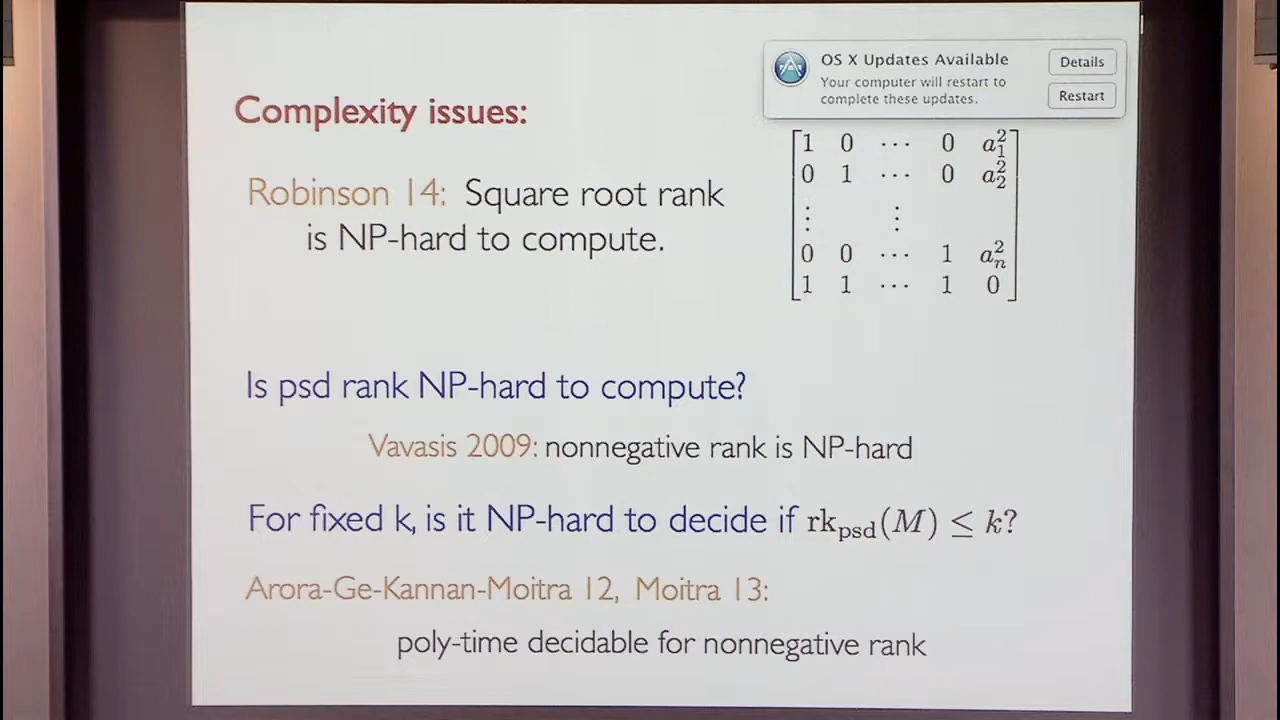 OS X Updates Available
Your computer will restart to
complete these updates.
Details
Restart
Complexity issues:
Robinson 14: Square root rank
is NP-hard to compute.
1 0 ⋯ 0 a₁²
0 1 ⋯ 0 a₂²
⋮ ⋮
0 0 ⋯ 1 aₙ²
1 1 ⋯ 1 0
Is psd rank NP-hard to compute?
Vavasis 2009: nonnegative rank is NP-hard
For fixed k, is it NP-hard to decide if rk_psd(M) ≤ k?
Arora-Ge-Kannan-Moitra 12, Moitra 13:
poly-time decidable for nonnegative rank